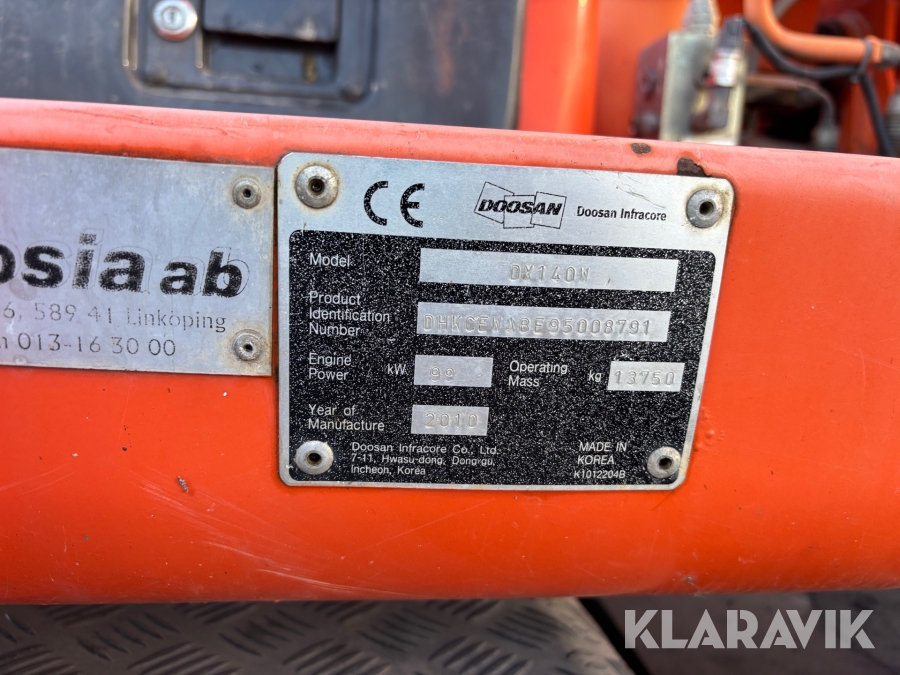 osia ab
6, 589 41 Linköping
n 013-16 30 00
CE DOOSAN Doosan Infracore
Model DX140W
Product
Identification
Number DHKCEWABE95008791
Engine
Power kW 99 Operating
Mass kg 13750
Year of
Manufacture 2010
Doosan Infracore Co., Ltd.
7-11, Hwasu-dong, Dong-gu,
Incheon, Korea
MADE IN
KOREA
K1012204B
KLARAVIK